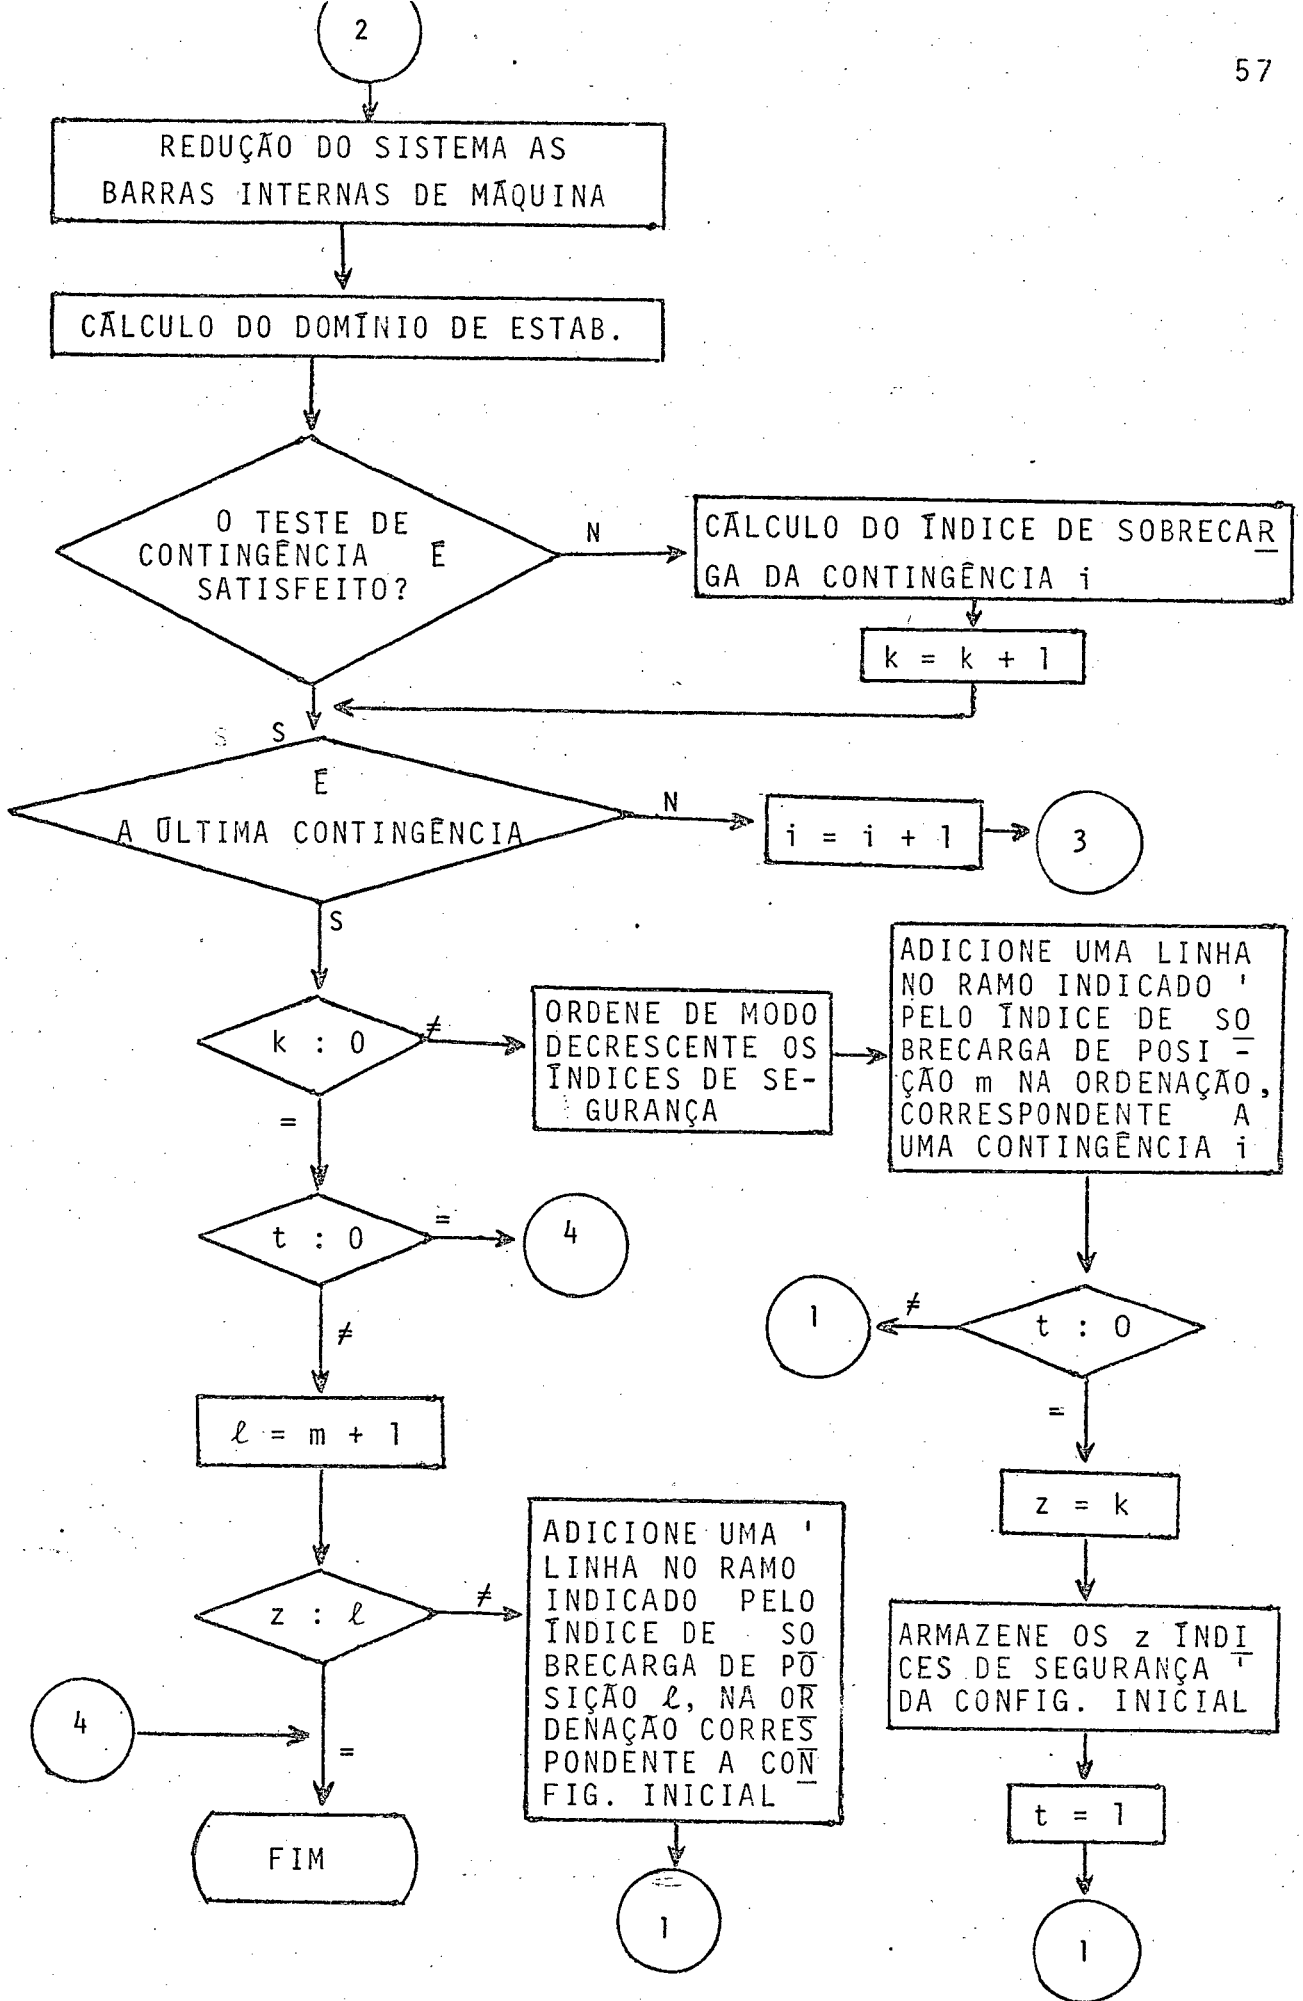 2
57
REDUÇÃO DO SISTEMA AS
BARRAS INTERNAS DE MÁQUINA
CÁLCULO DO DOMÍNIO DE ESTAB.
O TESTE DE
CONTINGÊNCIA É
SATISFEITO?
N
CÁLCULO DO ÍNDICE DE SOBRECAR
GA DA CONTINGÊNCIA i
k = k + 1
S S
É
A ÚLTIMA CONTINGÊNCIA
N
i = i + 1
3
S
k : 0
≠
ORDENE DE MODO
DECRESCENTE OS
ÍNDICES DE SE-
GURANÇA
ADICIONE UMA LINHA
NO RAMO INDICADO '
PELO ÍNDICE DE SO
BRECARGA DE POSI -
ÇÃO m NA ORDENAÇÃO,
CORRESPONDENTE A
UMA CONTINGÊNCIA i
=
t : 0
=
4
≠
1
≠
t : 0
=
ℓ = m + 1
z = k
z : ℓ
≠
ADICIONE UMA '
LINHA NO RAMO
INDICADO PELO
ÍNDICE DE SO
BRECARGA DE PO
SIÇÃO ℓ, NA OR
DENAÇÃO CORRES
PONDENTE A CON
FIG. INICIAL
ARMAZENE OS z ÍNDI
CES DE SEGURANÇA '
DA CONFIG. INICIAL
4
=
t = 1
FIM
1
1